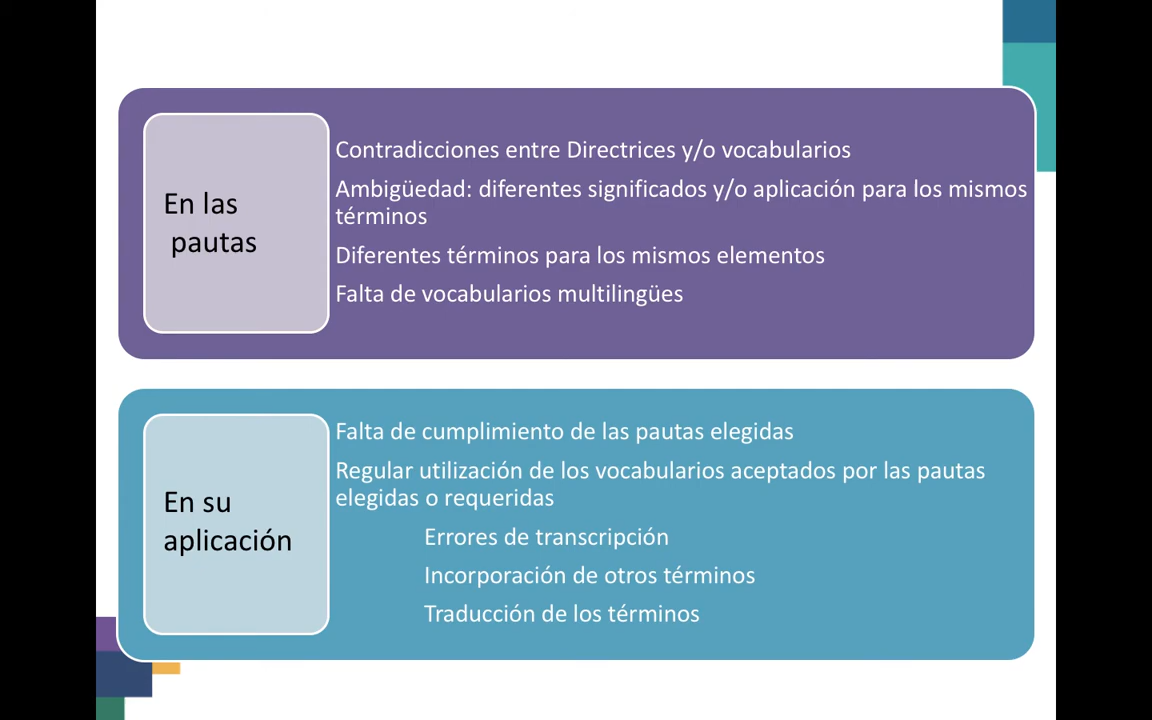 En las
pautas
Contradicciones entre Directrices y/o vocabularios
Ambigüedad: diferentes significados y/o aplicación para los mismos
términos
Diferentes términos para los mismos elementos
Falta de vocabularios multilingües
En su
aplicación
Falta de cumplimiento de las pautas elegidas
Regular utilización de los vocabularios aceptados por las pautas
elegidas o requeridas
Errores de transcripción
Incorporación de otros términos
Traducción de los términos